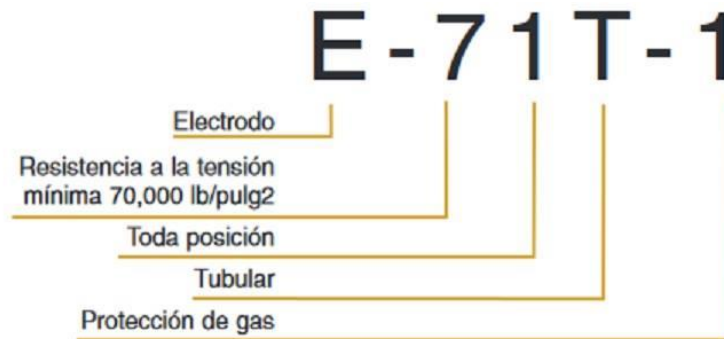 E-71T-1
Electrodo
Resistencia a la tensión
mínima 70,000 lb/pulg2
Toda posición
Tubular
Protección de gas